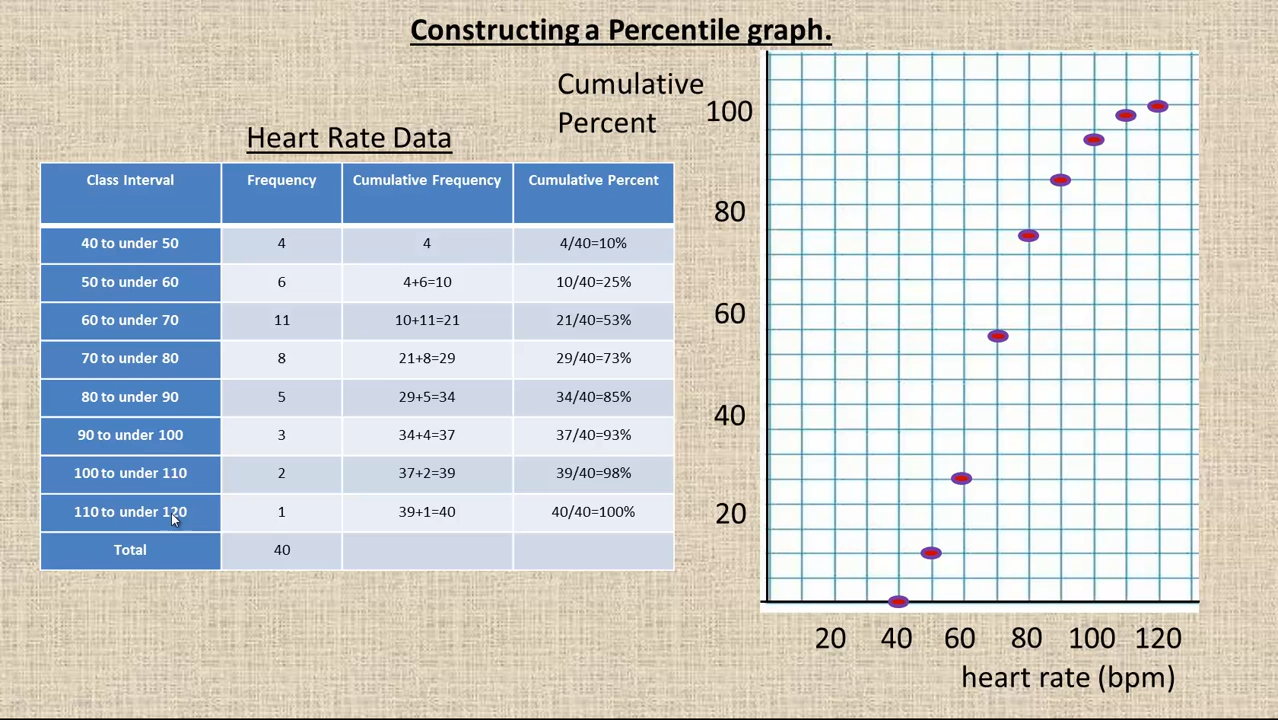 Constructing a Percentile graph.
Cumulative
Percent
Heart Rate Data
Class Interval Frequency Cumulative Frequency Cumulative Percent
40 to under 50 4 4 4/40=10%
50 to under 60 6 4+6=10 10/40=25%
60 to under 70 11 10+11=21 21/40=53%
70 to under 80 8 21+8=29 29/40=73%
80 to under 90 5 29+5=34 34/40=85%
90 to under 100 3 34+4=37 37/40=93%
100 to under 110 2 37+2=39 39/40=98%
110 to under 120 1 39+1=40 40/40=100%
Total 40
100
80
60
40
20
20 40 60 80 100 120
heart rate (bpm)